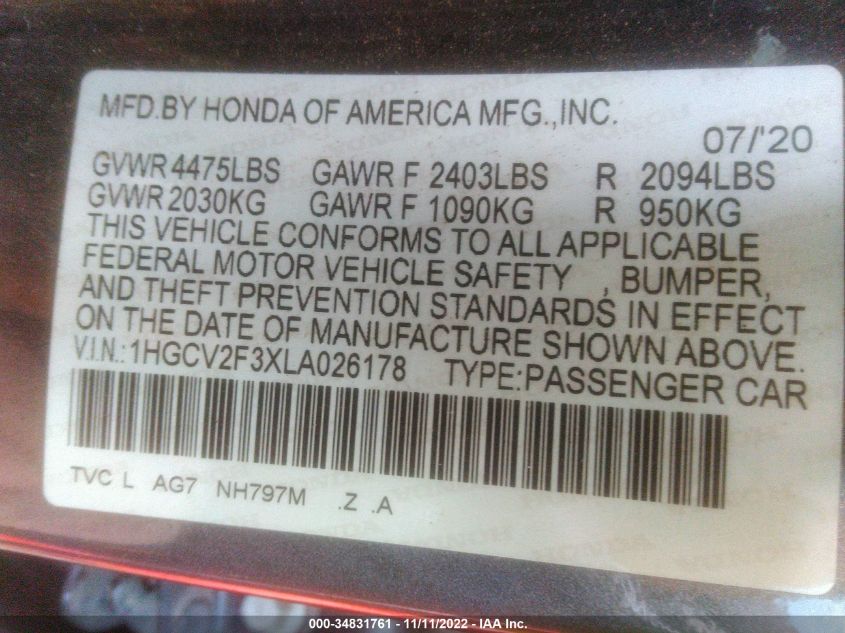 MFD.BY HONDA OF AMERICA MFG.,INC.
07/'20
GVWR 4475LBS GAWR F 2403LBS R 2094LBS
GVWR 2030KG GAWR F 1090KG R 950KG
THIS VEHICLE CONFORMS TO ALL APPLICABLE
FEDERAL MOTOR VEHICLE SAFETY , BUMPER,
AND THEFT PREVENTION STANDARDS IN EFFECT
ON THE DATE OF MANUFACTURE SHOWN ABOVE.
V.I.N.:1HGCV2F3XLA026178 TYPE:PASSENGER CAR
TVC L AG7 NH797M .Z .A
000-34831761 - 11/11/2022 - IAA Inc.